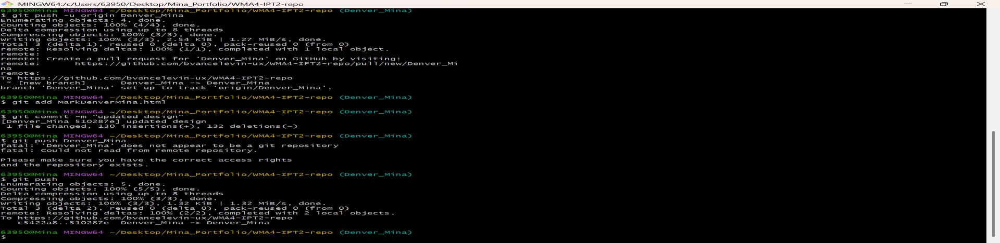 MINGW64:/c/Users/63950/Desktop/Mina_Portfolio/WMA4-IPT2-repo
63950@Mina MINGW64 ~/Desktop/Mina_Portfolio/WMA4-IPT2-repo (Denver_Mina)
$ git push -u origin Denver_Mina
Enumerating objects: 4, done.
Counting objects: 100% (4/4), done.
Delta compression using up to 8 threads
Compressing objects: 100% (3/3), done.
Writing objects: 100% (3/3), 2.54 KiB | 1.27 MiB/s, done.
Total 3 (delta 1), reused 0 (delta 0), pack-reused 0 (from 0)
remote: Resolving deltas: 100% (1/1), completed with 1 local object.
remote:
remote: Create a pull request for 'Denver_Mina' on GitHub by visiting:
remote:      https://github.com/bvancelevin-ux/WMA4-IPT2-repo/pull/new/Denver_Mi
na
remote:
To https://github.com/bvancelevin-ux/WMA4-IPT2-repo
 * [new branch]      Denver_Mina -> Denver_Mina
branch 'Denver_Mina' set up to track 'origin/Denver_Mina'.
63950@Mina MINGW64 ~/Desktop/Mina_Portfolio/WMA4-IPT2-repo (Denver_Mina)
$ git add MarkDenverMina.html
63950@Mina MINGW64 ~/Desktop/Mina_Portfolio/WMA4-IPT2-repo (Denver_Mina)
$ git commit -m "updated design"
[Denver_Mina 510287e] updated design
 1 file changed, 130 insertions(+), 132 deletions(-)
63950@Mina MINGW64 ~/Desktop/Mina_Portfolio/WMA4-IPT2-repo (Denver_Mina)
$ git push Denver_Mina
fatal: 'Denver_Mina' does not appear to be a git repository
fatal: Could not read from remote repository.
Please make sure you have the correct access rights
and the repository exists.
63950@Mina MINGW64 ~/Desktop/Mina_Portfolio/WMA4-IPT2-repo (Denver_Mina)
$ git push
Enumerating objects: 5, done.
Counting objects: 100% (5/5), done.
Delta compression using up to 8 threads
Compressing objects: 100% (3/3), done.
Writing objects: 100% (3/3), 1.32 KiB | 1.32 MiB/s, done.
Total 3 (delta 2), reused 0 (delta 0), pack-reused 0 (from 0)
remote: Resolving deltas: 100% (2/2), completed with 2 local objects.
To https://github.com/bvancelevin-ux/WMA4-IPT2-repo
   c5422a8..510287e  Denver_Mina -> Denver_Mina
63950@Mina MINGW64 ~/Desktop/Mina_Portfolio/WMA4-IPT2-repo (Denver_Mina)
$